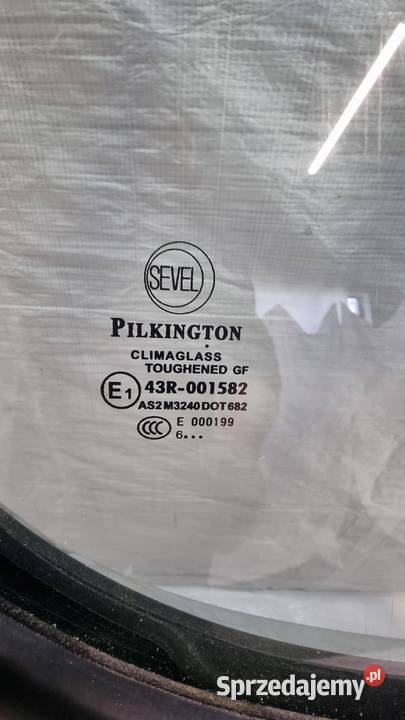 SEVEL
PILKINGTON
CLIMAGLASS
TOUGHENED GF
E1 43R-001582
AS2 M3240 DOT 682
CCC E 000199
6...
Sprzedajemy.pl